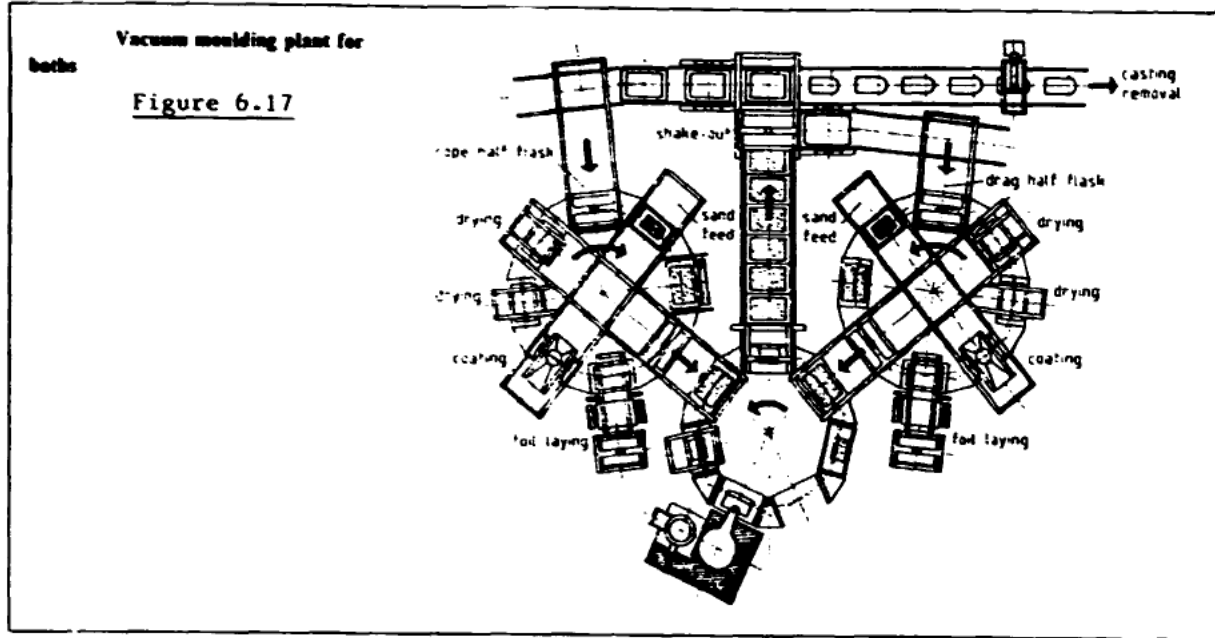 Vacuum moulding plant for
baths
Figure 6.17
casting
removal
shake-out
cope half flask
drag half flask
drying
sand
feed
sand
feed
drying
drying
drying
coating
coating
foil laying
foil laying